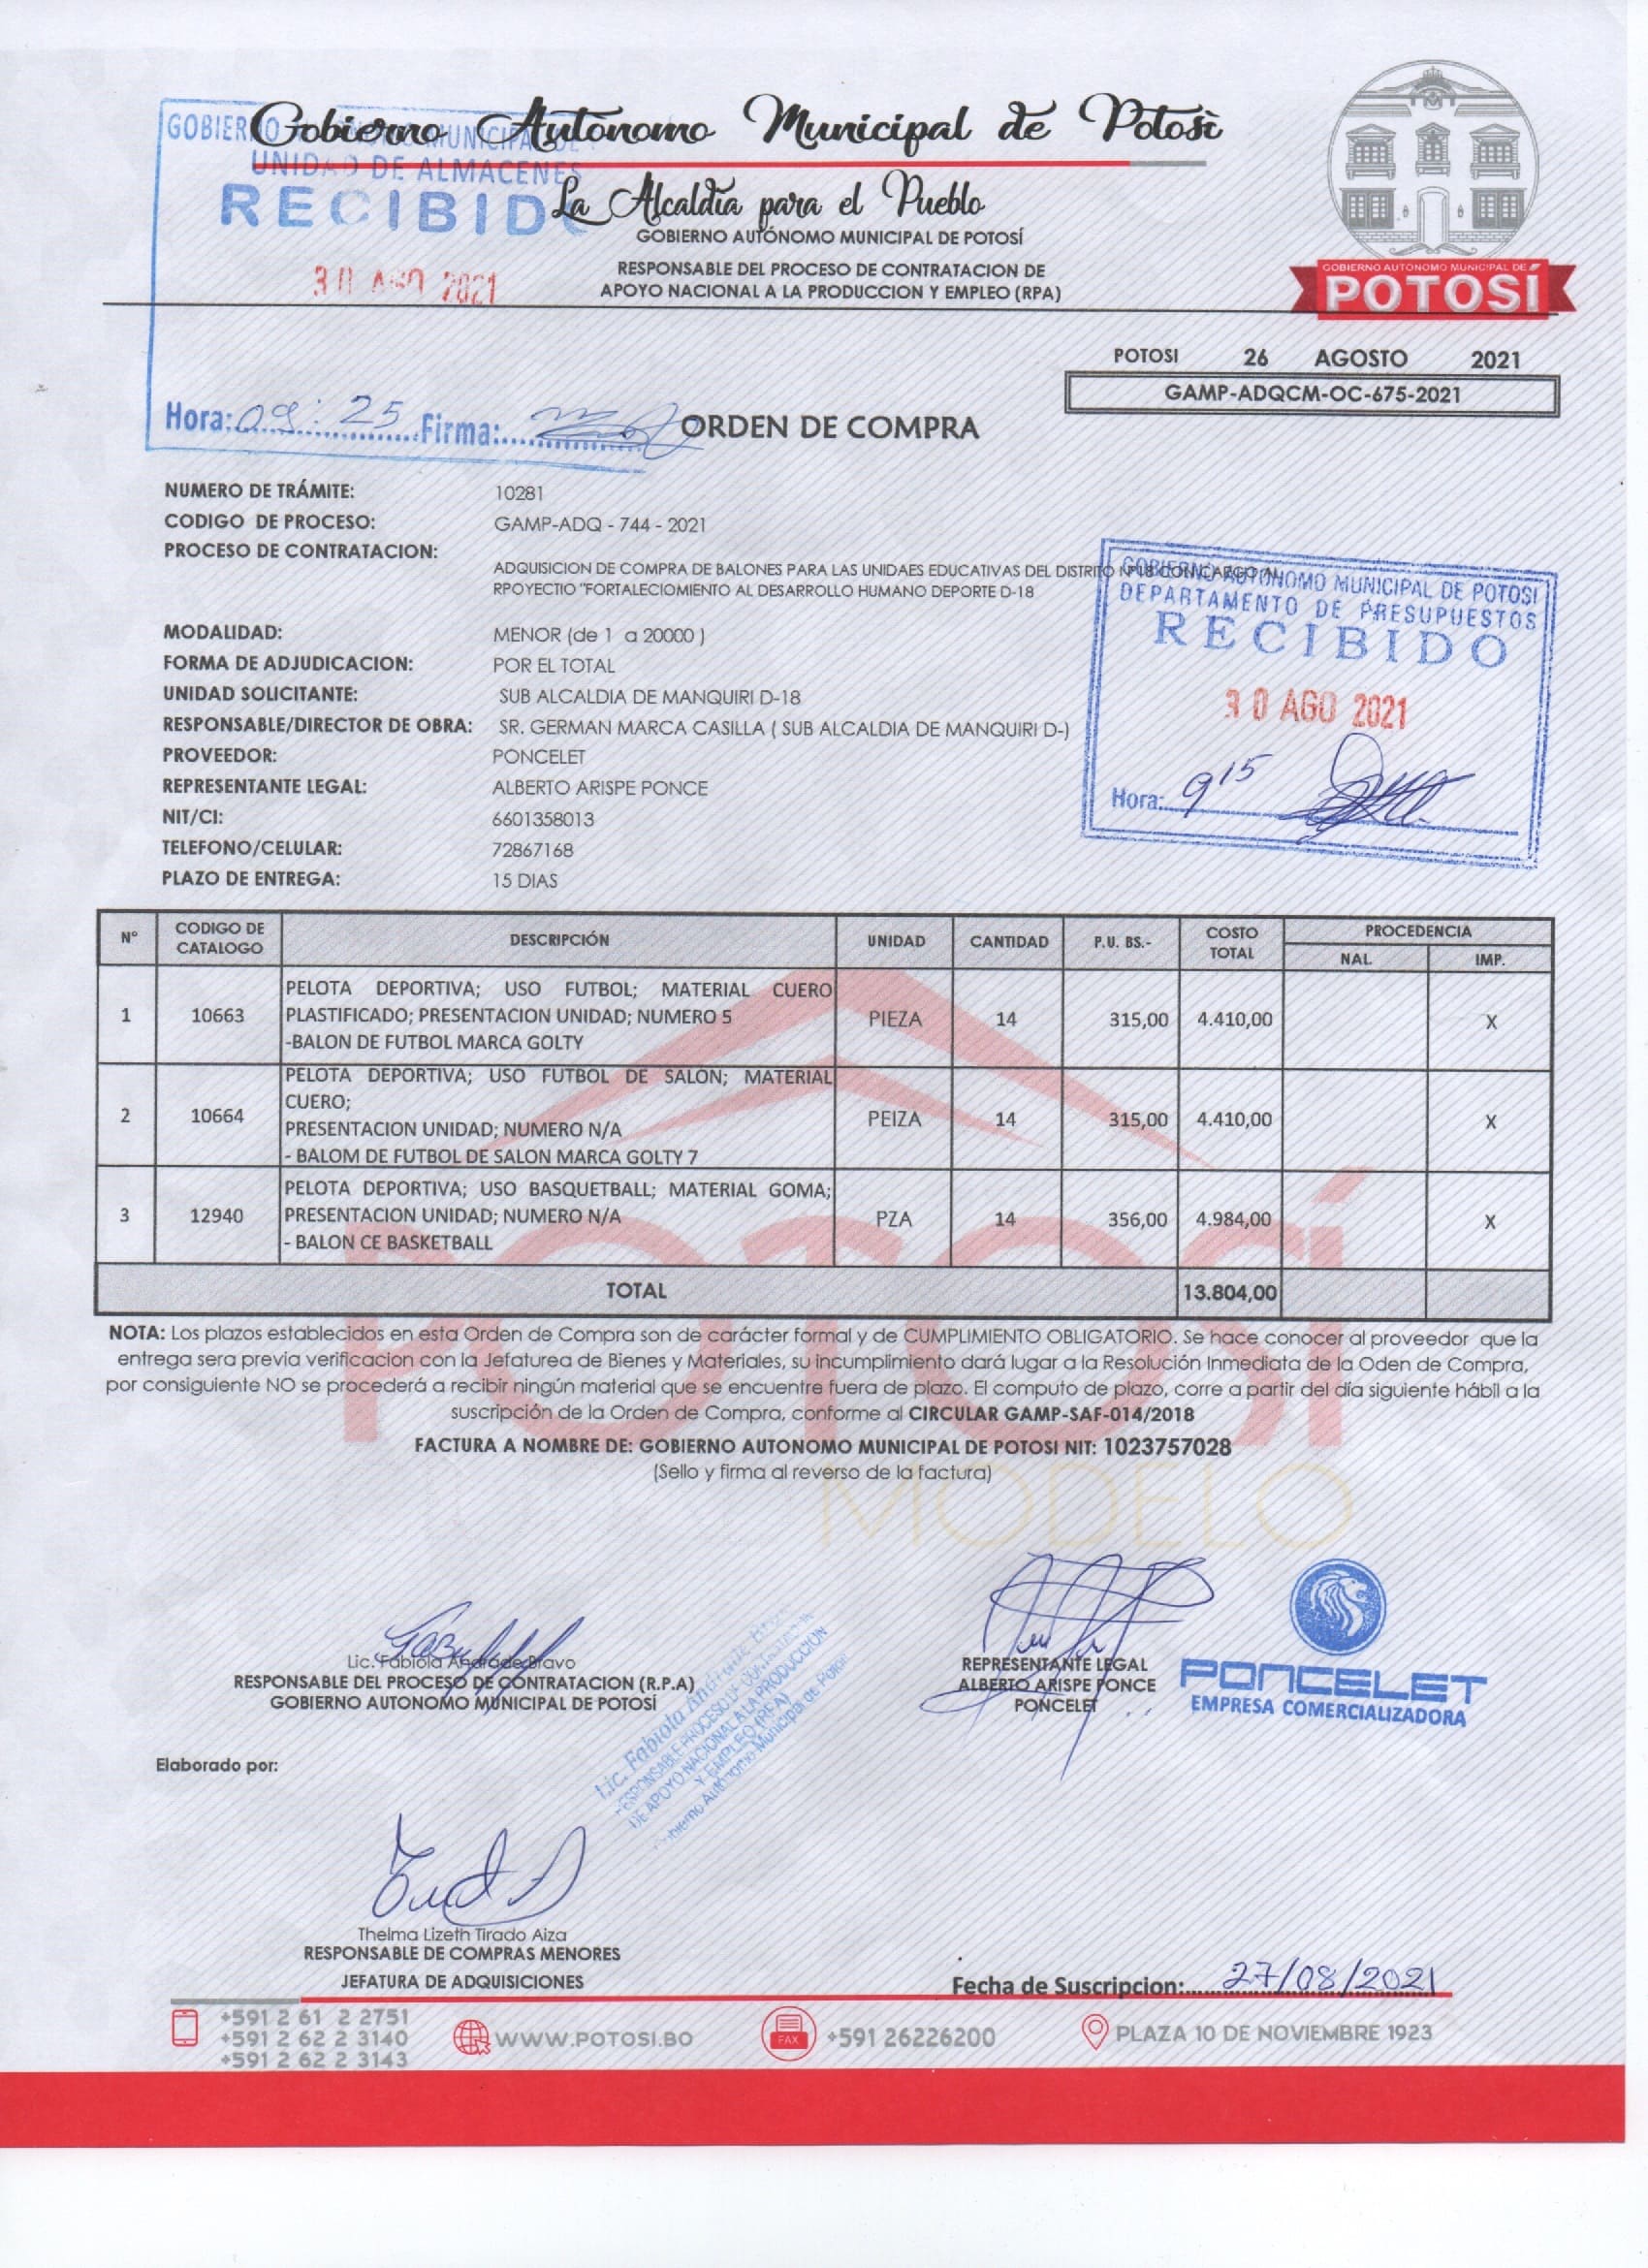 Gobierno Autònomo Municipal de Potosì
La Alcaldía para el Pueblo
GOBIERNO AUTÓNOMO MUNICIPAL DE POTOSÍ
RESPONSABLE DEL PROCESO DE CONTRATACION DE
APOYO NACIONAL A LA PRODUCCION Y EMPLEO (RPA)
GOBIERNO AUTONOMO MUNICIPAL DE
POTOSÍ
UNIDAD DE ALMACENES
RECIBIDO
30 AGO 2021
Hora: 09:25 Firma:
POTOSI 26 AGOSTO 2021
GAMP-ADQCM-OC-675-2021
ORDEN DE COMPRA
NUMERO DE TRÁMITE: 10281
CODIGO DE PROCESO: GAMP-ADQ - 744 - 2021
PROCESO DE CONTRATACION:
ADQUISICION DE COMPRA DE BALONES PARA LAS UNIDAES EDUCATIVAS DEL DISTRITO Nº18 CON CARGO AL
RPOYECTIO "FORTALECIOMIENTO AL DESARROLLO HUMANO DEPORTE D-18
MODALIDAD: MENOR (de 1 a 20000 )
FORMA DE ADJUDICACION: POR EL TOTAL
UNIDAD SOLICITANTE: SUB ALCALDIA DE MANQUIRI D-18
RESPONSABLE/DIRECTOR DE OBRA: SR. GERMAN MARCA CASILLA ( SUB ALCALDIA DE MANQUIRI D-)
PROVEEDOR: PONCELET
REPRESENTANTE LEGAL: ALBERTO ARISPE PONCE
NIT/CI: 6601358013
TELEFONO/CELULAR: 72867168
PLAZO DE ENTREGA: 15 DIAS
GOBIERNO AUTONOMO MUNICIPAL DE POTOSI
DEPARTAMENTO DE PRESUPUESTOS
RECIBIDO
30 AGO 2021
Hora: 9 15
N° CODIGO DE CATALOGO DESCRIPCIÓN UNIDAD CANTIDAD P.U. BS.- COSTO TOTAL PROCEDENCIA
NAL. IMP.
1 10663 PELOTA DEPORTIVA; USO FUTBOL; MATERIAL CUERO
PLASTIFICADO; PRESENTACION UNIDAD; NUMERO 5
-BALON DE FUTBOL MARCA GOLTY PIEZA 14 315,00 4.410,00 X
2 10664 PELOTA DEPORTIVA; USO FUTBOL DE SALON; MATERIAL
CUERO;
PRESENTACION UNIDAD; NUMERO N/A
- BALOM DE FUTBOL DE SALON MARCA GOLTY 7 PEIZA 14 315,00 4.410,00 X
3 12940 PELOTA DEPORTIVA; USO BASQUETBALL; MATERIAL GOMA;
PRESENTACION UNIDAD; NUMERO N/A
- BALON CE BASKETBALL PZA 14 356,00 4.984,00 X
TOTAL 13.804,00
POTOSÍ
MODELO
NOTA: Los plazos establecidos en esta Orden de Compra son de carácter formal y de CUMPLIMIENTO OBLIGATORIO. Se hace conocer al proveedor que la
entrega sera previa verificacion con la Jefaturea de Bienes y Materiales, su incumplimiento dará lugar a la Resolución Inmediata de la Oden de Compra,
por consiguiente NO se procederá a recibir ningún material que se encuentre fuera de plazo. El computo de plazo, corre a partir del día siguiente hábil a la
suscripción de la Orden de Compra, conforme al CIRCULAR GAMP-SAF-014/2018
FACTURA A NOMBRE DE: GOBIERNO AUTONOMO MUNICIPAL DE POTOSI NIT: 1023757028
(Sello y firma al reverso de la factura)
Lic. Fabiola Andrade Bravo
RESPONSABLE DEL PROCESO DE CONTRATACION (R.P.A)
GOBIERNO AUTONOMO MUNICIPAL DE POTOSÍ
Lic. Fabiola Andrade
RESPONSABLE PROCESO DE
DE APOYO NACIONAL A LA PRODUCCION
Y EMPLEO
Gobierno Autónomo Municipal de Potosí
REPRESENTANTE LEGAL
ALBERTO ARISPE PONCE
PONCELET
PONCELET
EMPRESA COMERCIALIZADORA
Elaborado por:
Thelma Lizeth Tirado Aiza
RESPONSABLE DE COMPRAS MENORES
JEFATURA DE ADQUISICIONES
Fecha de Suscripcion: 27/08/2021
+591 2 61 2 2751
+591 2 62 2 3140
+591 2 62 2 3143
WWW.POTOSI.BO
FAX
+591 26226200
PLAZA 10 DE NOVIEMBRE 1923